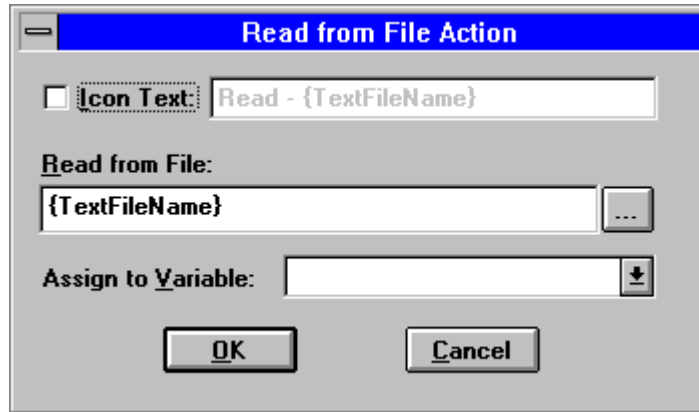 Read from File Action
Icon Text: Read - {TextFileName}
Read from File:
{TextFileName} ...
Assign to Variable:
OK Cancel